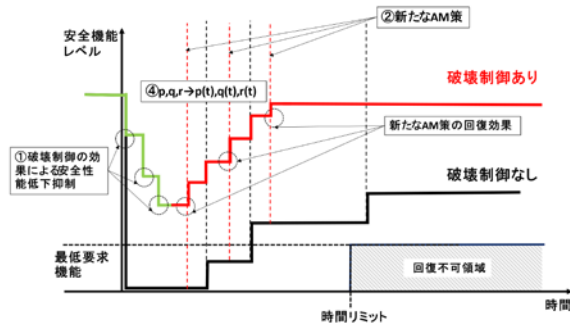 安全機能
レベル
②新たなAM策
破壊制御あり
④p,q,r→p(t),q(t),r(t)
新たなAM策の回復効果
①破壊制御の効
果による安全性
能低下抑制
破壊制御なし
最低要求
機能
回復不可領域
時間リミット
時間